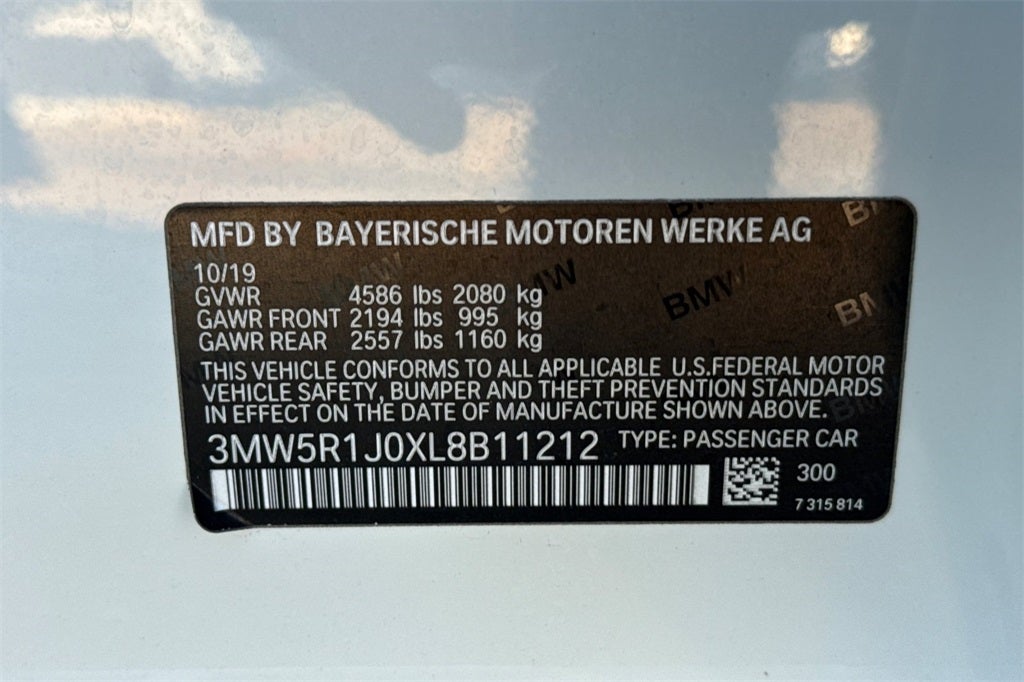 MFD BY BAYERISCHE MOTOREN WERKE AG
10/19
GVWR 4586 lbs 2080 kg
GAWR FRONT 2194 lbs 995 kg
GAWR REAR 2557 lbs 1160 kg
THIS VEHICLE CONFORMS TO ALL APPLICABLE U.S.FEDERAL MOTOR
VEHICLE SAFETY, BUMPER AND THEFT PREVENTION STANDARDS
IN EFFECT ON THE DATE OF MANUFACTURE SHOWN ABOVE.
3MW5R1J0XL8B11212 TYPE: PASSENGER CAR
300
7 315 814
BMW